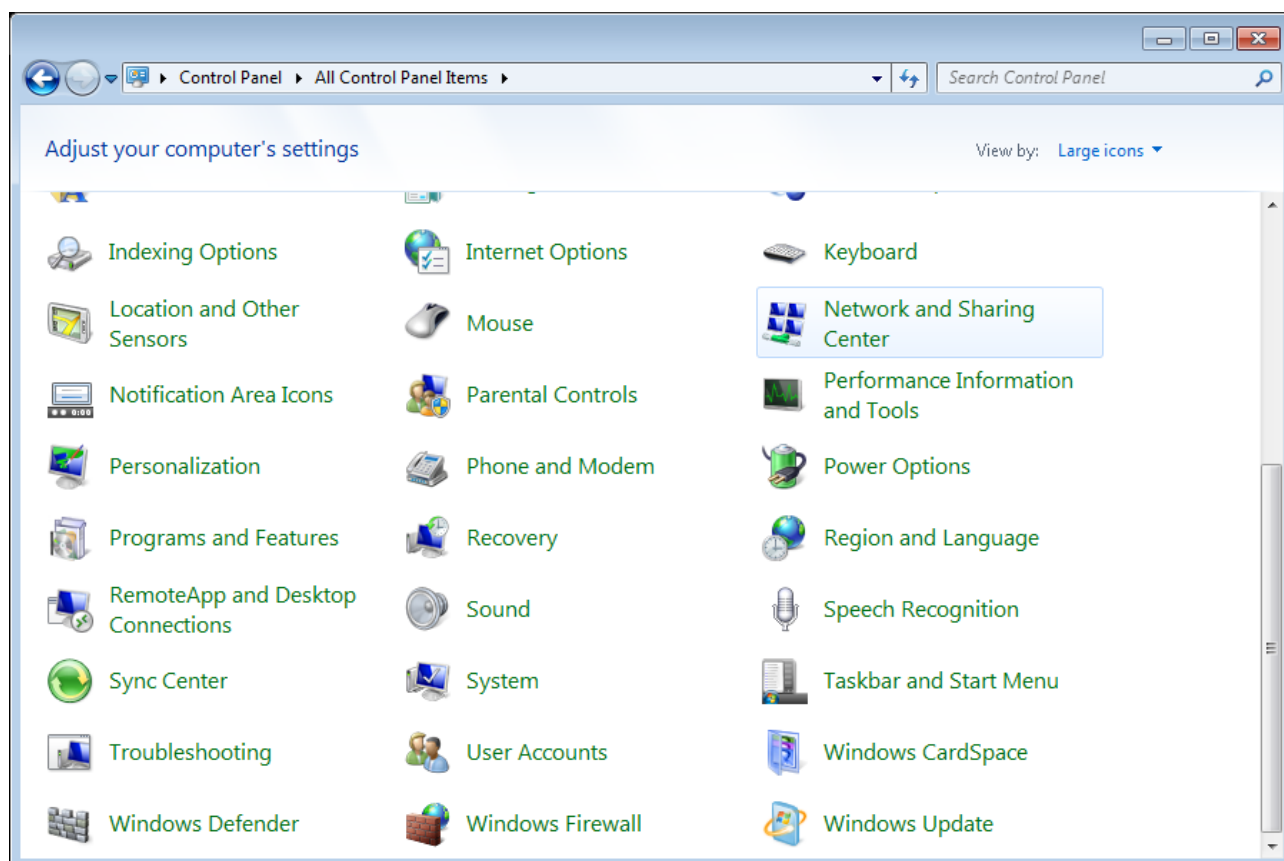 Control Panel All Control Panel Items
Search Control Panel
Adjust your computer's settings
View by: Large icons
Indexing Options
Internet Options
Keyboard
Location and Other
Sensors
Mouse
Network and Sharing
Center
Notification Area Icons
Parental Controls
Performance Information
and Tools
Personalization
Phone and Modem
Power Options
Programs and Features
Recovery
Region and Language
RemoteApp and Desktop
Connections
Sound
Speech Recognition
Sync Center
System
Taskbar and Start Menu
Troubleshooting
User Accounts
Windows CardSpace
Windows Defender
Windows Firewall
Windows Update